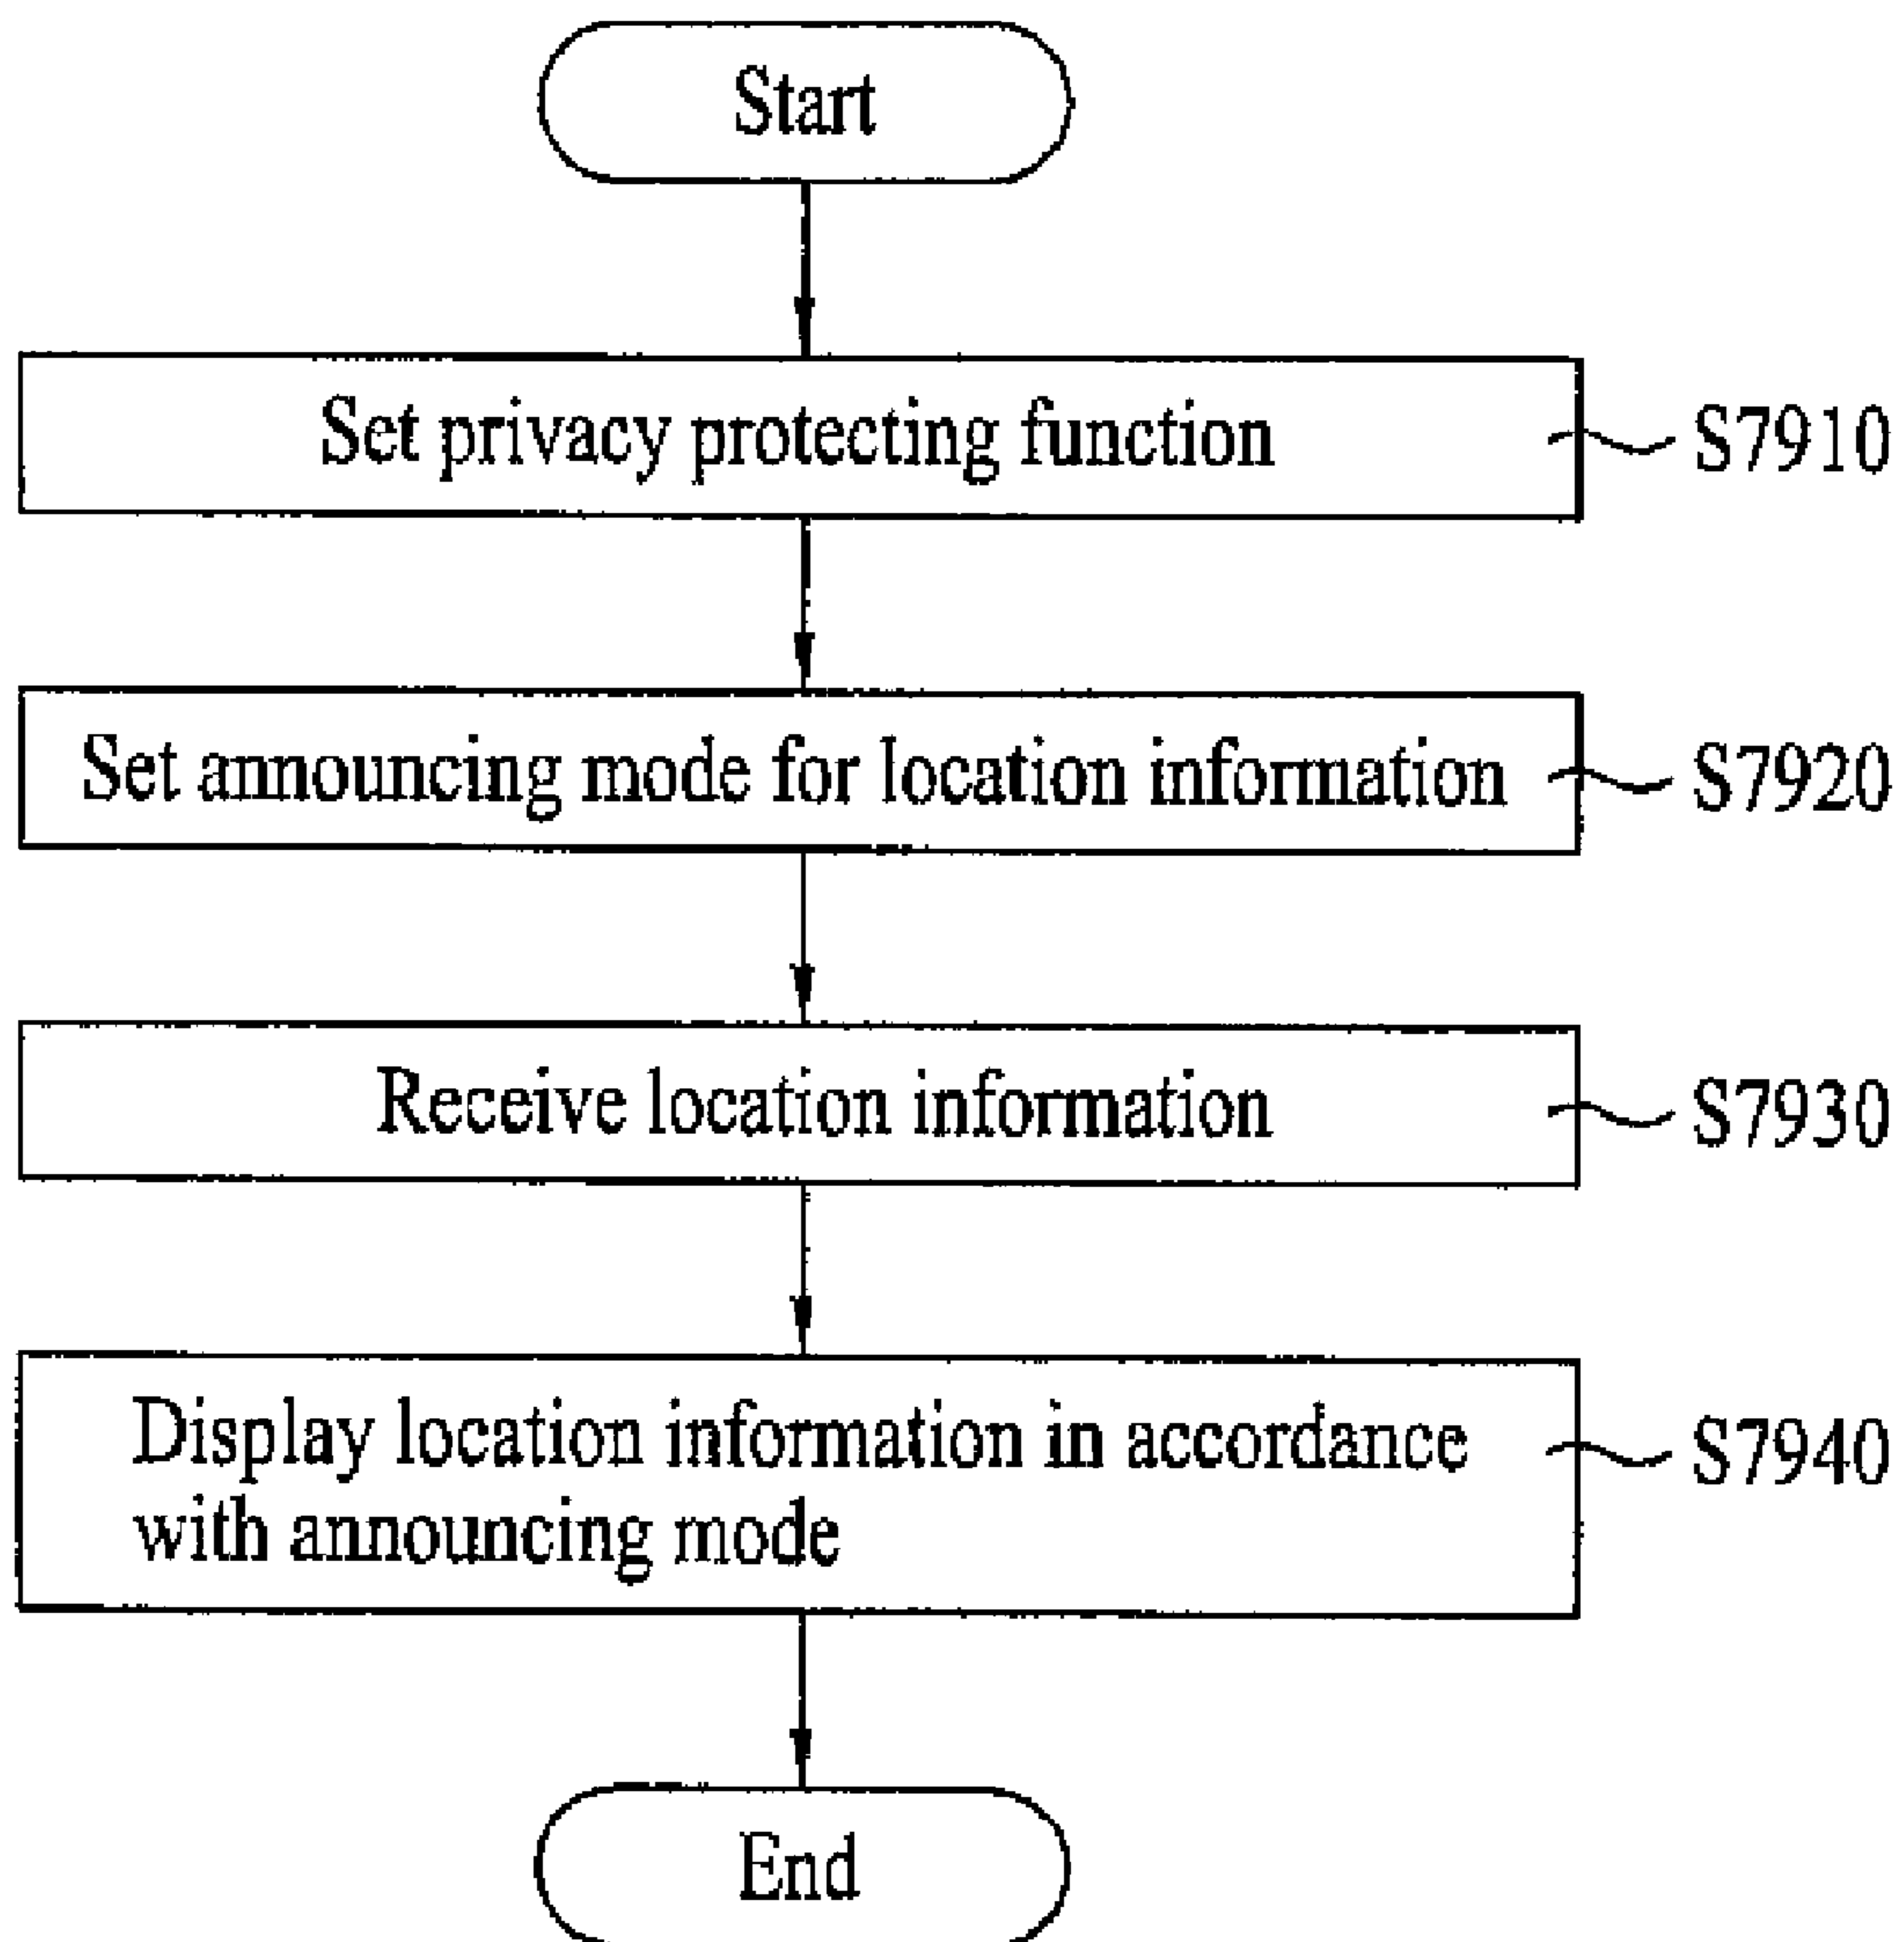 Start
Set privacy protecting function
S7910
Set announcing mode for location information
S7920
Receive location information
S7930
Display location information in accordance
with announcing mode
S7940
End